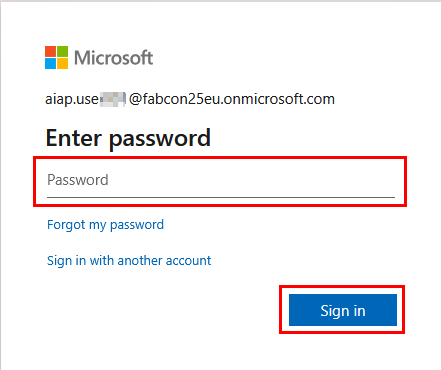 Microsoft
aiap.use @fabcon25eu.onmicrosoft.com
Enter password
Password
Forgot my password
Sign in with another account
Sign in